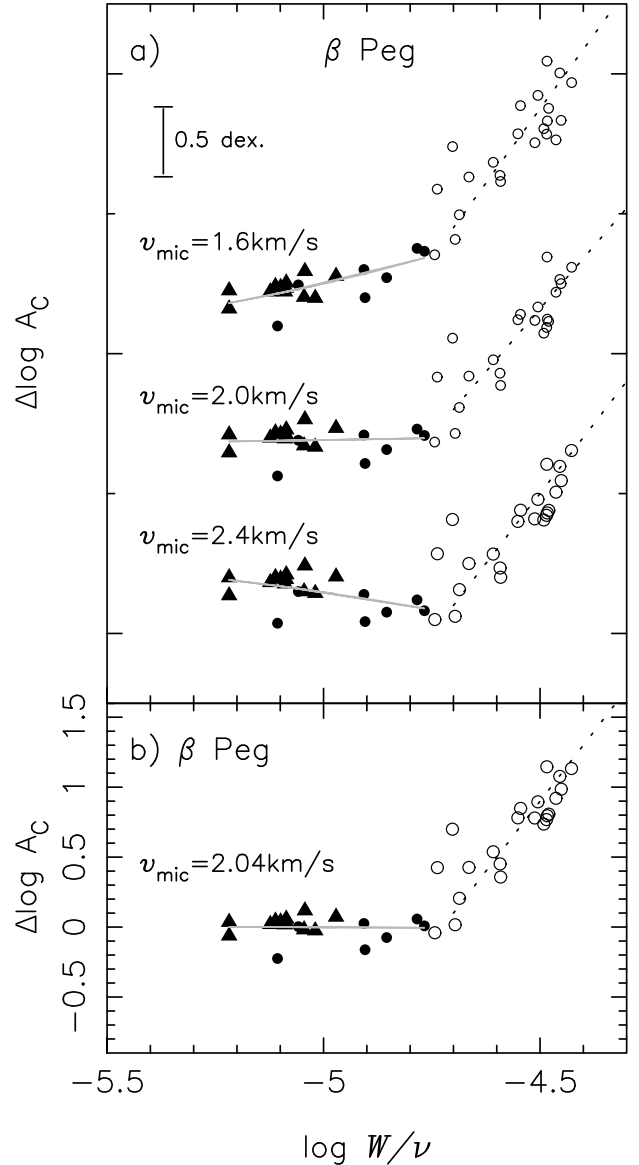 a) β Peg
0.5 dex.
υmic=1.6km/s
υmic=2.0km/s
υmic=2.4km/s
Δlog AC
b) β Peg
υmic=2.04km/s
Δlog AC
1.5
1
0.5
0
−0.5
−5.5 −5 −4.5
log W/ν